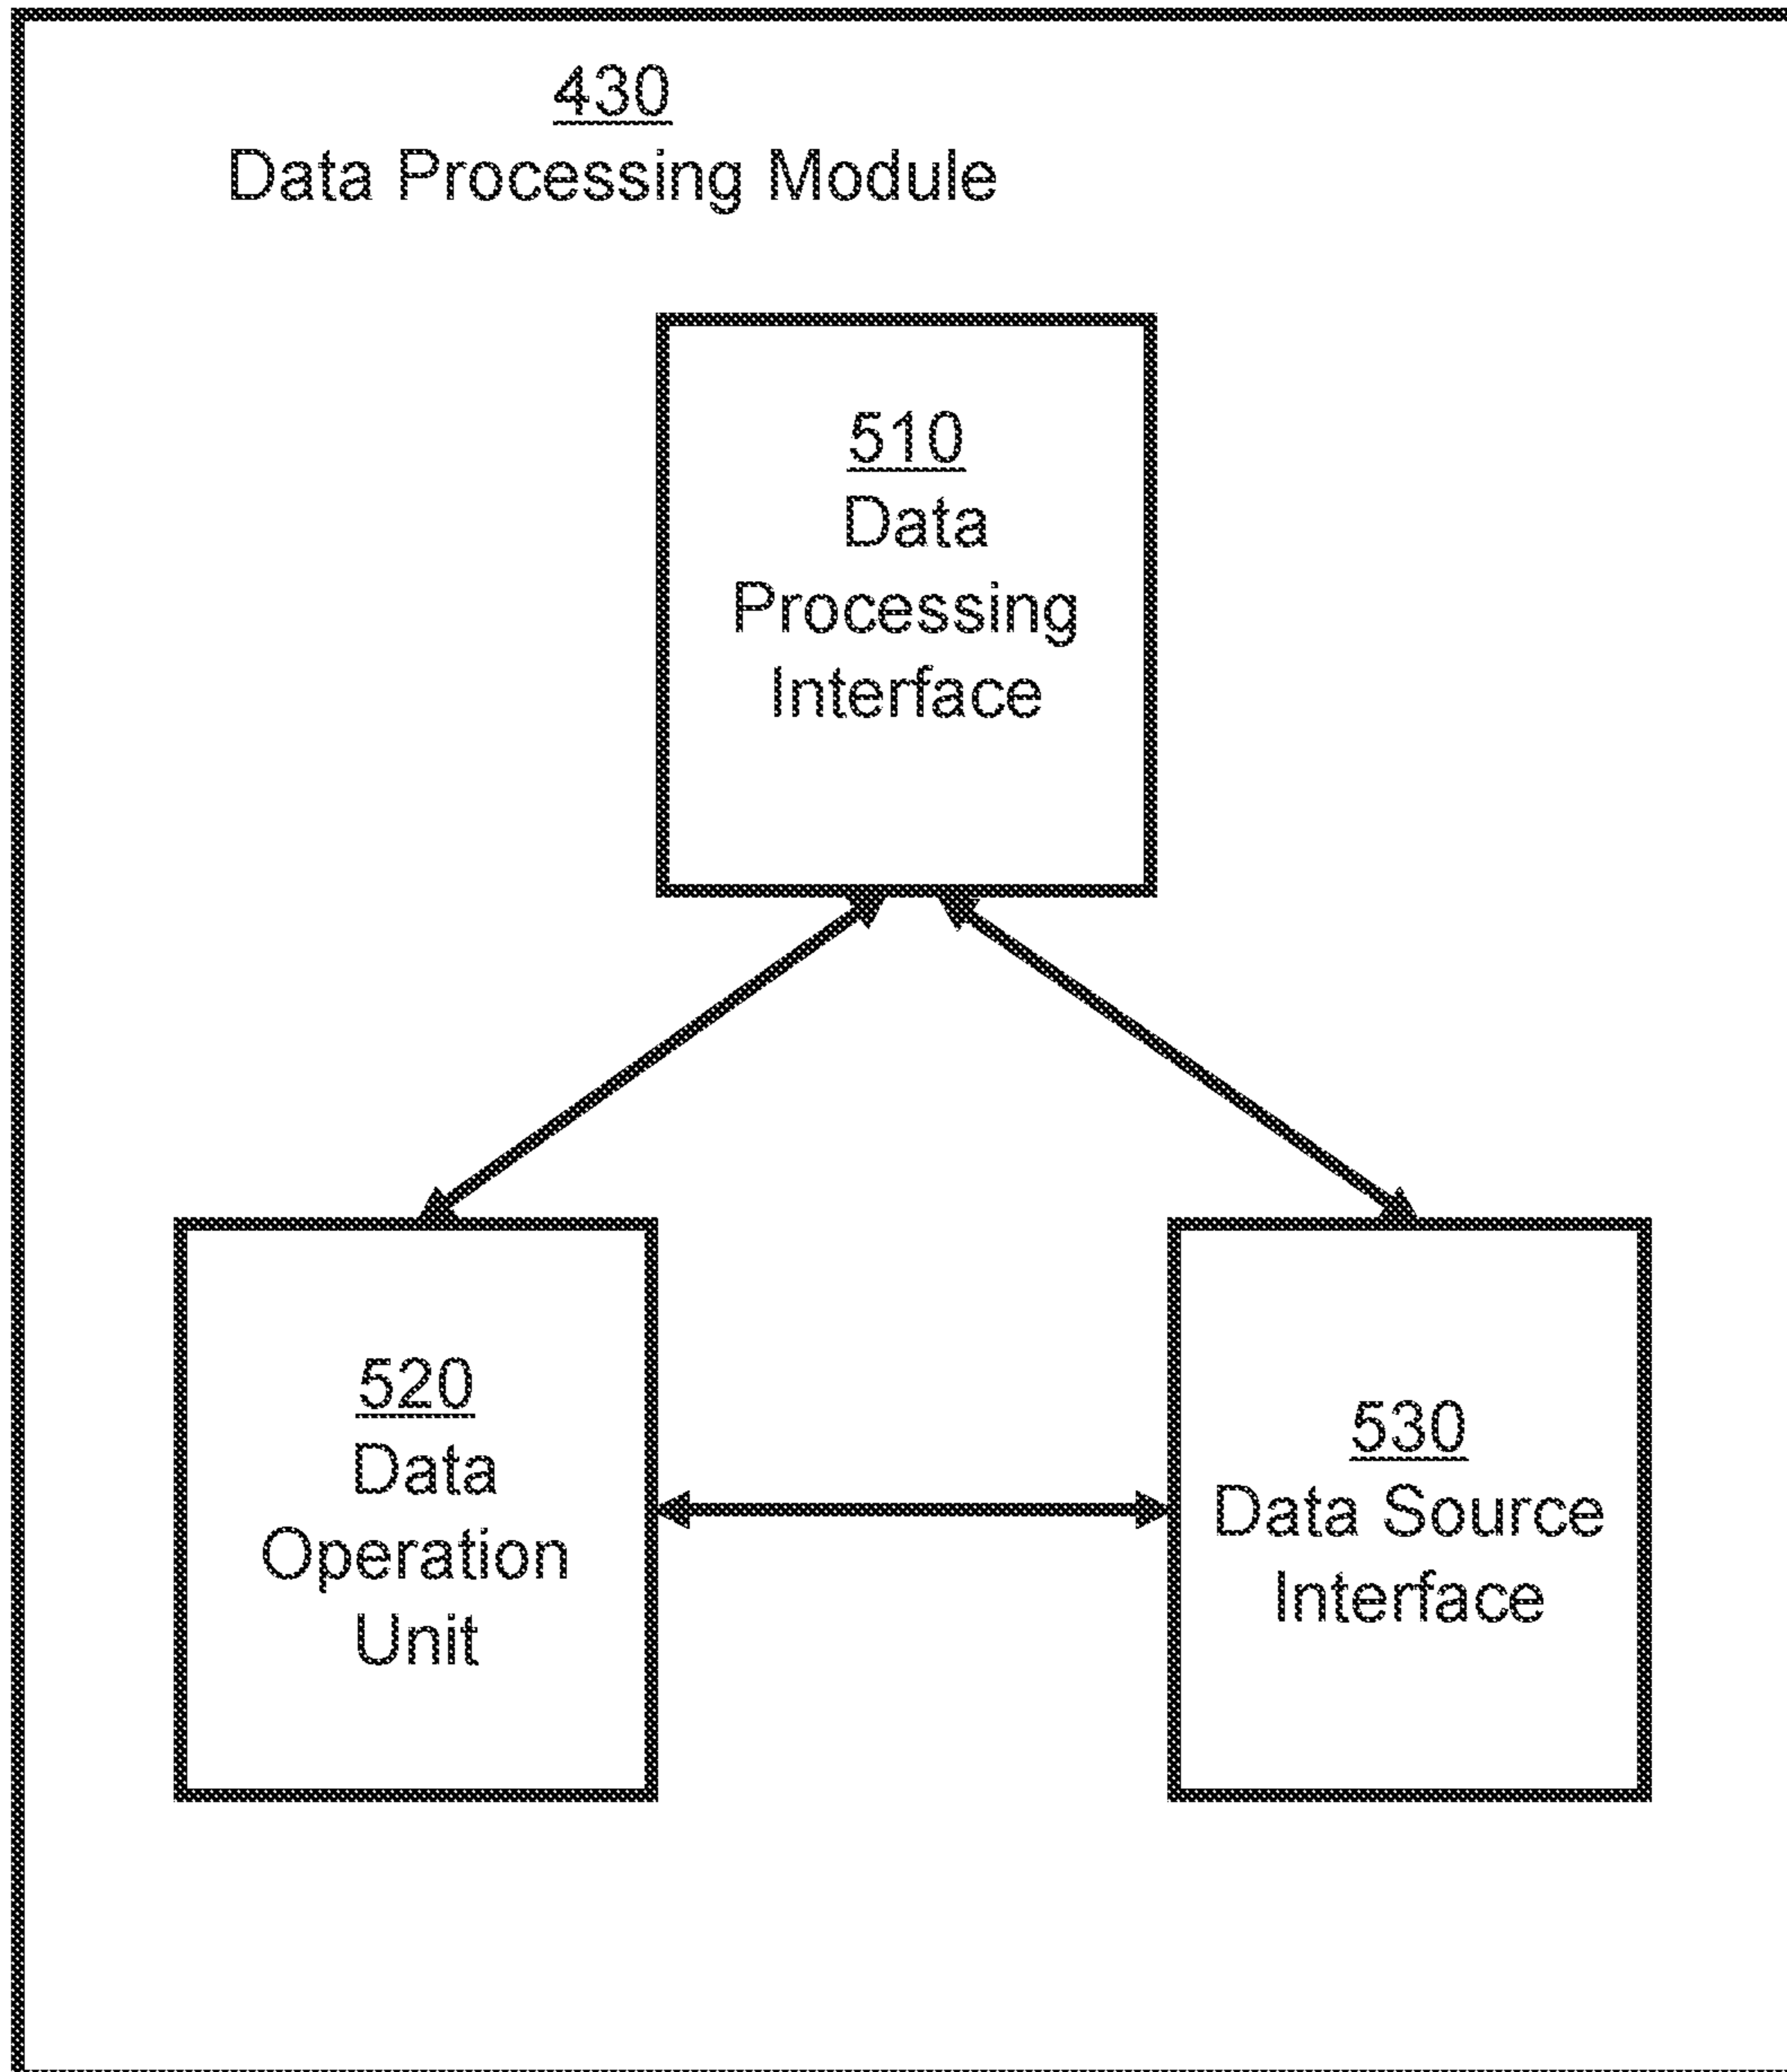 430
Data Processing Module
510
Data
Processing
Interface
520
Data
Operation
Unit
530
Data Source
Interface